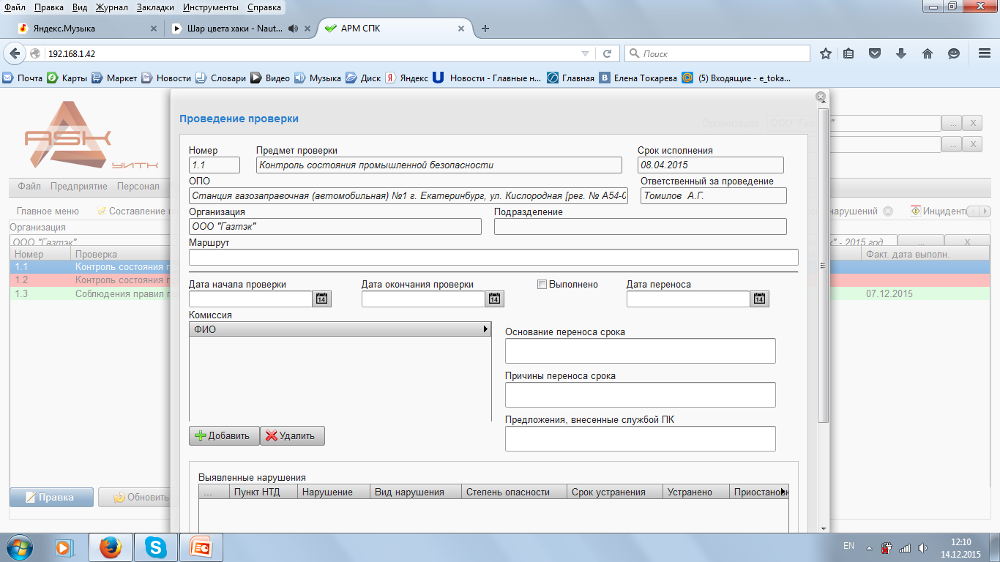 Файл Правка Вид Журнал Закладки Инструменты Справка
Яндекс.Музыка
Шар цвета хаки - Naut...
АРМ СПК
192.168.1.42
Поиск
Почта Карты Маркет Новости Словари Видео Музыка Диск Яндекс Новости - Главные н... Главная Елена Токарева (5) Входящие - e_toka...
ASK
УИТК
Файл Предприятие Персонал
Главное меню
Составление
нарушений
Инциденты
Организация
ООО "Газтэк"
" - 2015 год
...
X
Номер Проверка Факт. дата выполн.
1.1 Контроль состояния
1.2 Контроль состояния
1.3 Соблюдения правил 07.12.2015
Правка
Обновить
Проведение проверки
Организация ООО "Газтэк"
... X
... X
Номер Предмет проверки Срок исполнения
1.1 Контроль состояния промышленной безопасности 08.04.2015
ОПО Ответственный за проведение
Станция газозаправочная (автомобильная) №1 г. Екатеринбург, ул. Кислородная [рег. № А54-0 Томилов А.Г.
Организация Подразделение
ООО "Газтэк"
Маршрут
Дата начала проверки Дата окончания проверки Выполнено Дата переноса
14 14 14
Комиссия
ФИО
Основание переноса срока
Причины переноса срока
Предложения, внесенные службой ПК
Добавить Удалить
Выявленные нарушения
... Пункт НТД Нарушение Вид нарушения Степень опасности Срок устранения Устранено Приостановк
EN
12:10
14.12.2015